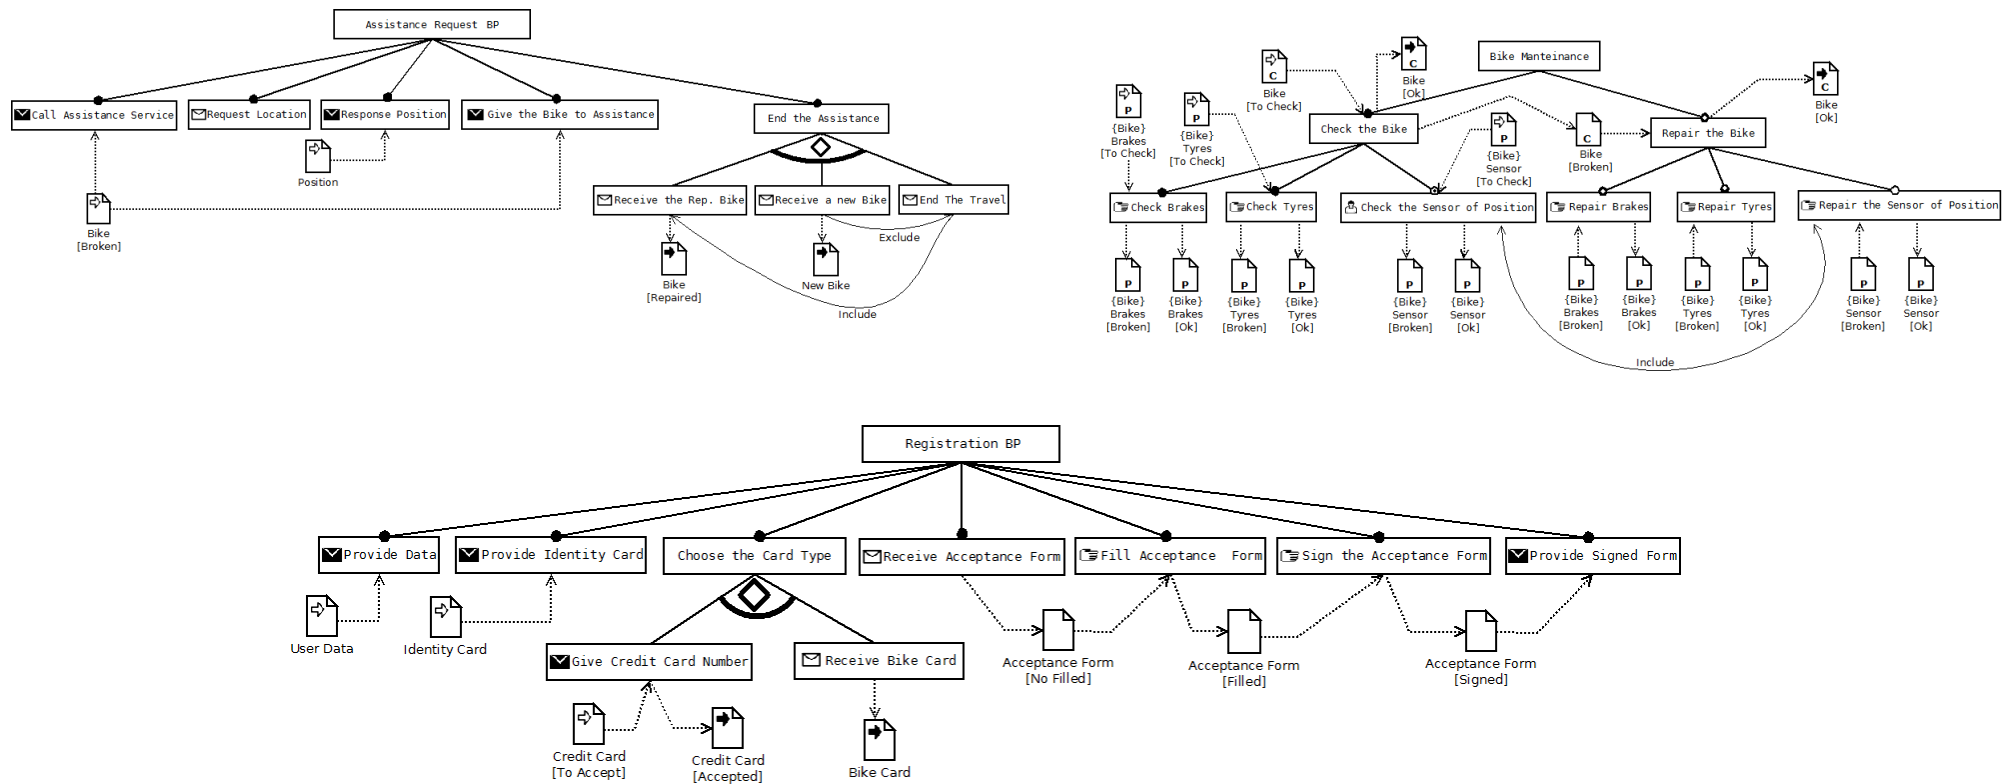 Assistance Request BP
Call Assistance Service
Request Location
Response Position
Give the Bike to Assistance
End the Assistance
Position
Bike
[Broken]
Receive the Rep. Bike
Receive a new Bike
End The Travel
Exclude
Bike
[Repaired]
New Bike
Include
Bike Manteinance
C
Bike
[To Check]
C
Bike
[Ok]
C
Bike
[Ok]
P
{Bike}
Brakes
[To Check]
P
{Bike}
Tyres
[To Check]
Check the Bike
P
{Bike}
Sensor
[To Check]
C
Bike
[Broken]
Repair the Bike
Check Brakes
Check Tyres
Check the Sensor of Position
Repair Brakes
Repair Tyres
Repair the Sensor of Position
P
{Bike}
Brakes
[Broken]
P
{Bike}
Brakes
[Ok]
P
{Bike}
Tyres
[Broken]
P
{Bike}
Tyres
[Ok]
P
{Bike}
Sensor
[Broken]
P
{Bike}
Sensor
[Ok]
P
{Bike}
Brakes
[Broken]
P
{Bike}
Brakes
[Ok]
P
{Bike}
Tyres
[Broken]
P
{Bike}
Tyres
[Ok]
P
{Bike}
Sensor
[Broken]
P
{Bike}
Sensor
[Ok]
Include
Registration BP
Provide Data
Provide Identity Card
Choose the Card Type
Receive Acceptance Form
Fill Acceptance Form
Sign the Acceptance Form
Provide Signed Form
User Data
Identity Card
Give Credit Card Number
Receive Bike Card
Acceptance Form
[No Filled]
Acceptance Form
[Filled]
Acceptance Form
[Signed]
Credit Card
[To Accept]
Credit Card
[Accepted]
Bike Card